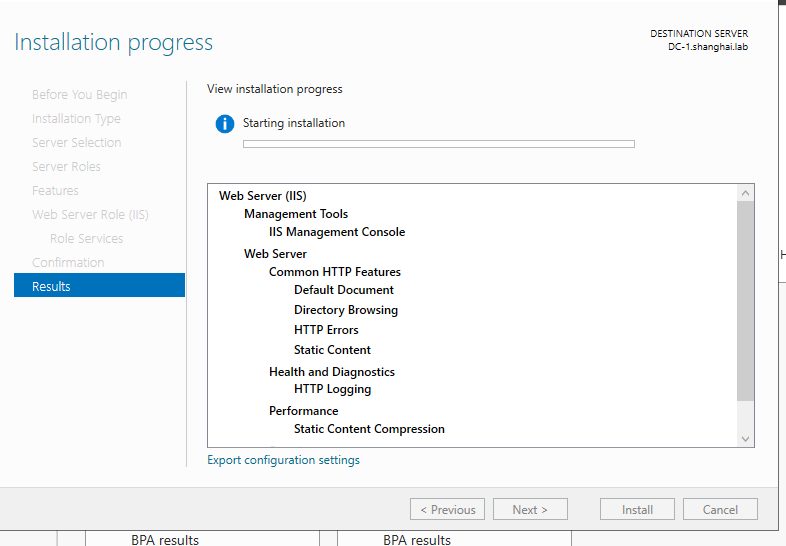 Installation progress
DESTINATION SERVER
DC-1.shanghai.lab
Before You Begin
Installation Type
Server Selection
Server Roles
Features
Web Server Role (IIS)
Role Services
Confirmation
Results
View installation progress
Starting installation
Web Server (IIS)
Management Tools
IIS Management Console
Web Server
Common HTTP Features
Default Document
Directory Browsing
HTTP Errors
Static Content
Health and Diagnostics
HTTP Logging
Performance
Static Content Compression
Export configuration settings
< Previous
Next >
Install
Cancel
BPA results
BPA results